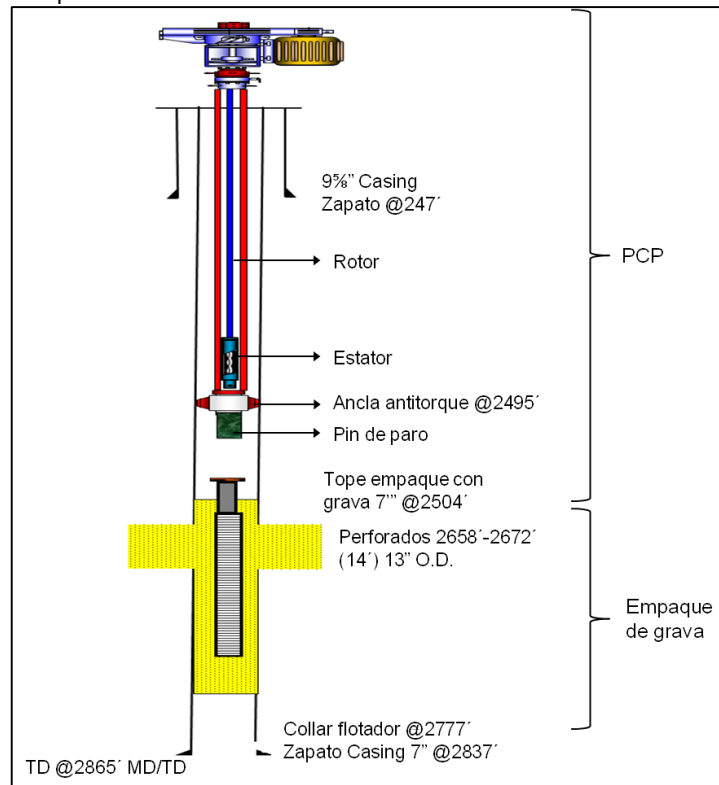 9⅝” Casing
Zapato @247´
Rotor
PCP
Estator
Ancla antitorque @2495´
Pin de paro
Tope empaque con
grava 7’” @2504´
Perforados 2658´-2672´
(14´) 13” O.D.
Empaque
de grava
Collar flotador @2777´
Zapato Casing 7” @2837´
TD @2865´ MD/TD